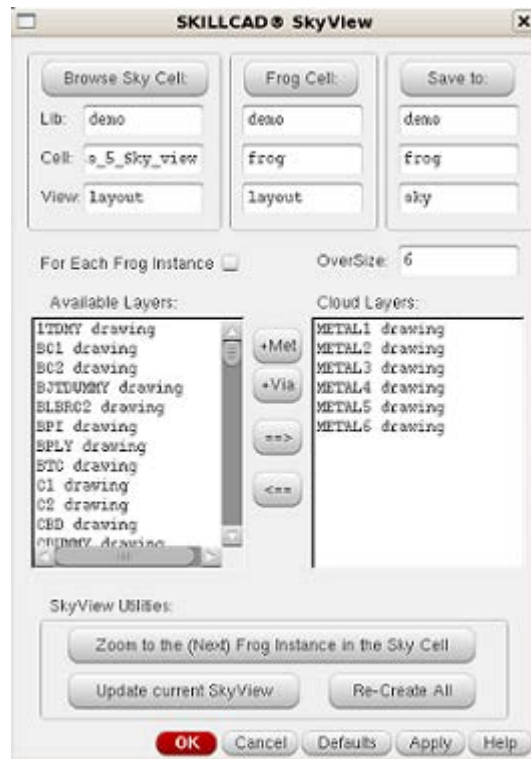 SKILLCAD® SkyView
Browse Sky Cell:
Frog Cell:
Save to:
Lib: demo
demo
demo
Cell: s_5_Sky_view
frog
frog
View: layout
layout
sky
For Each Frog Instance
OverSize: 6
Available Layers:
Cloud Layers:
1TDMY drawing
BC1 drawing
BC2 drawing
BJTDUMMY drawing
BLBRC2 drawing
BPI drawing
BPLY drawing
BTC drawing
C1 drawing
C2 drawing
CBD drawing
drawing
+Met
+Via
==>
<==
METAL1 drawing
METAL2 drawing
METAL3 drawing
METAL4 drawing
METAL5 drawing
METAL6 drawing
SkyView Utilities:
Zoom to the (Next) Frog Instance in the Sky Cell
Update current SkyView
Re-Create All
OK
Cancel
Defaults
Apply
Help